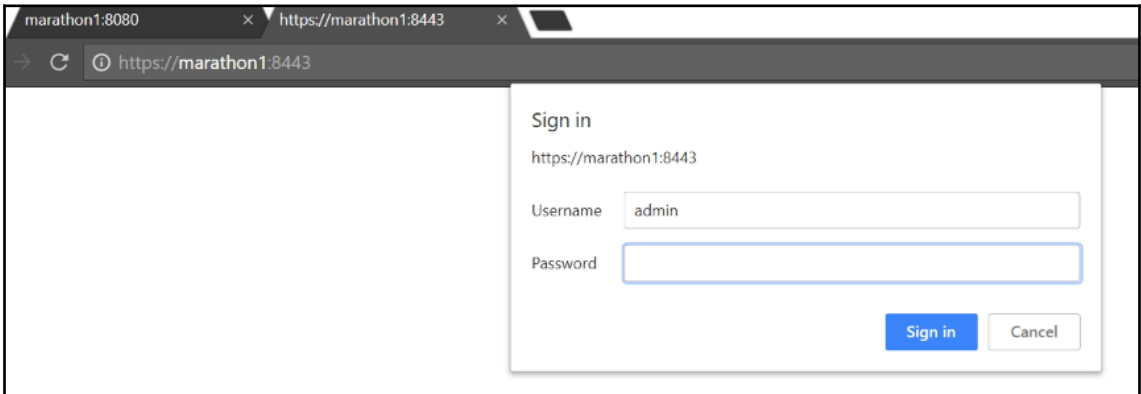 marathon1:8080 https://marathon1:8443
https://marathon1:8443
Sign in
https://marathon1:8443
Username admin
Password
Sign in Cancel